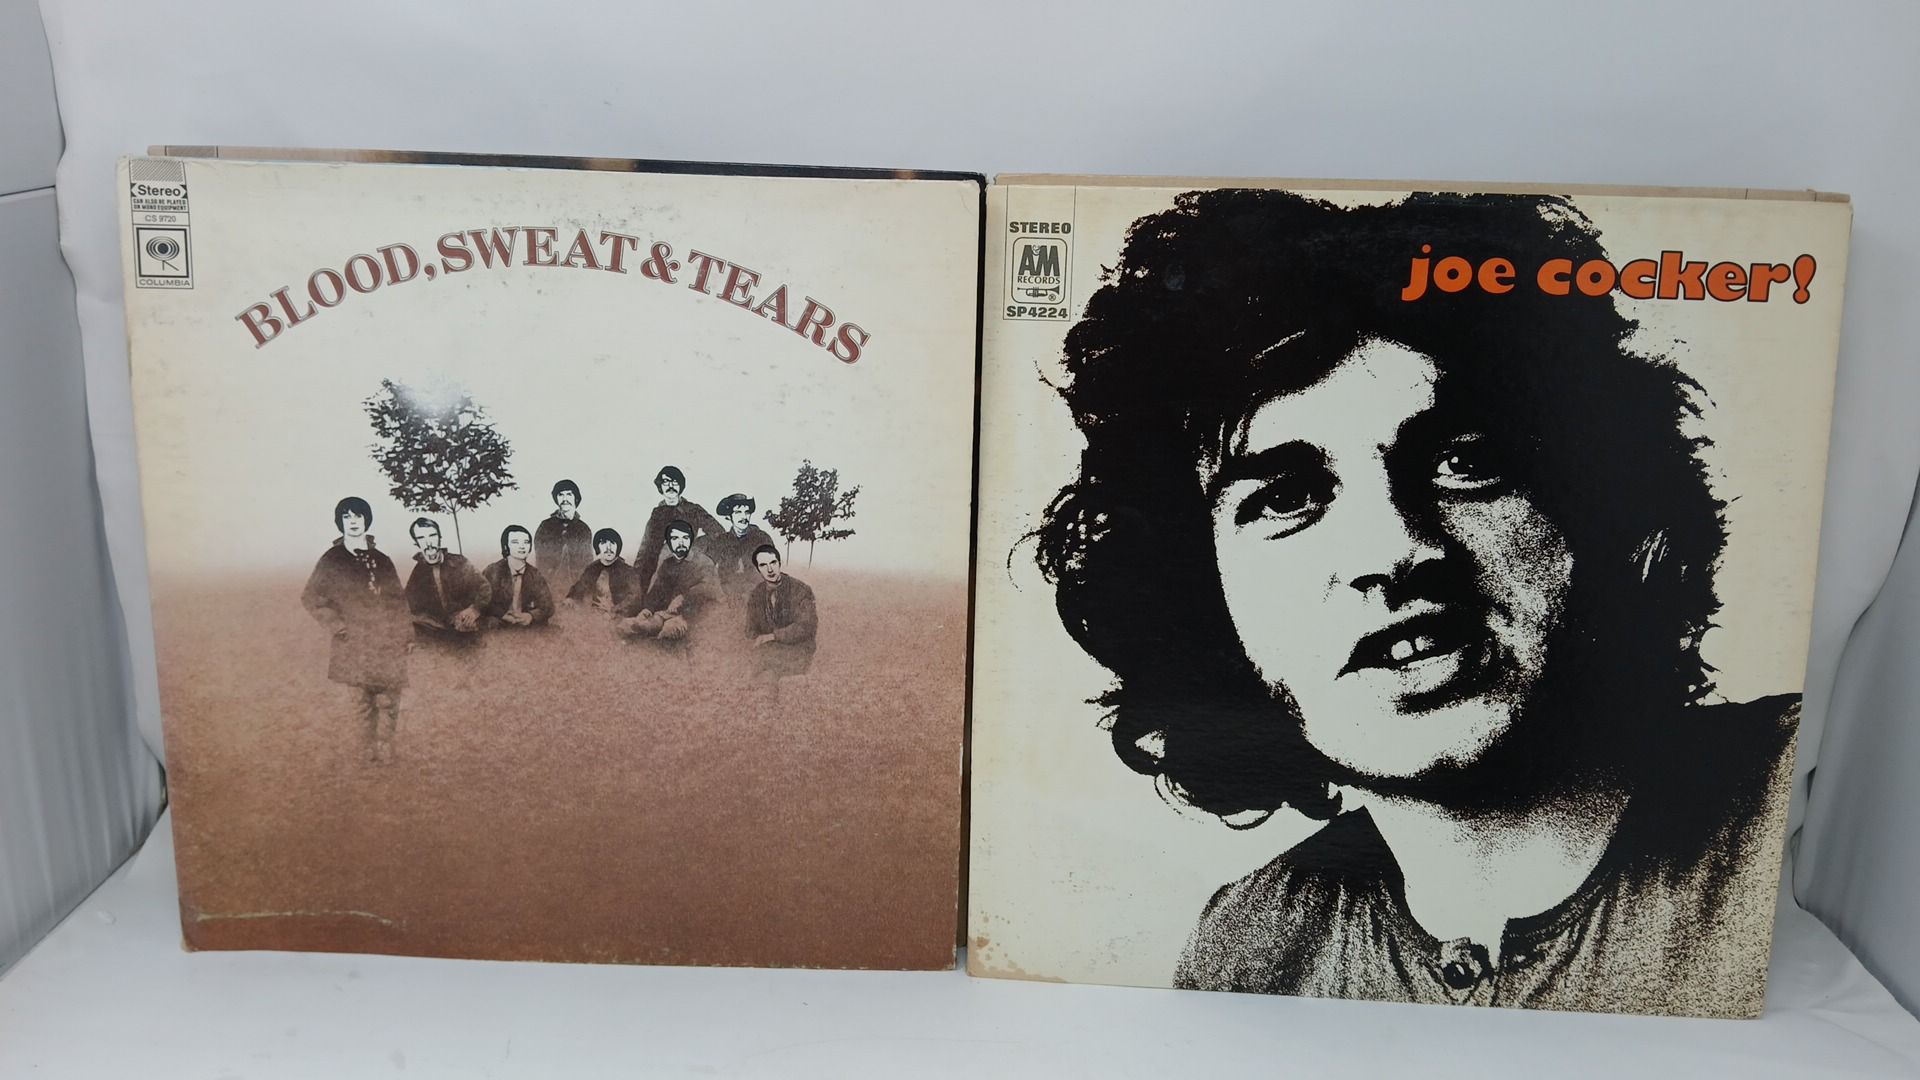 Stereo
CAN ALSO BE PLAYED
ON MONO EQUIPMENT
CS 9720
COLUMBIA
BLOOD, SWEAT & TEARS
STEREO
A&M
RECORDS
®
SP4224
joe cocker!